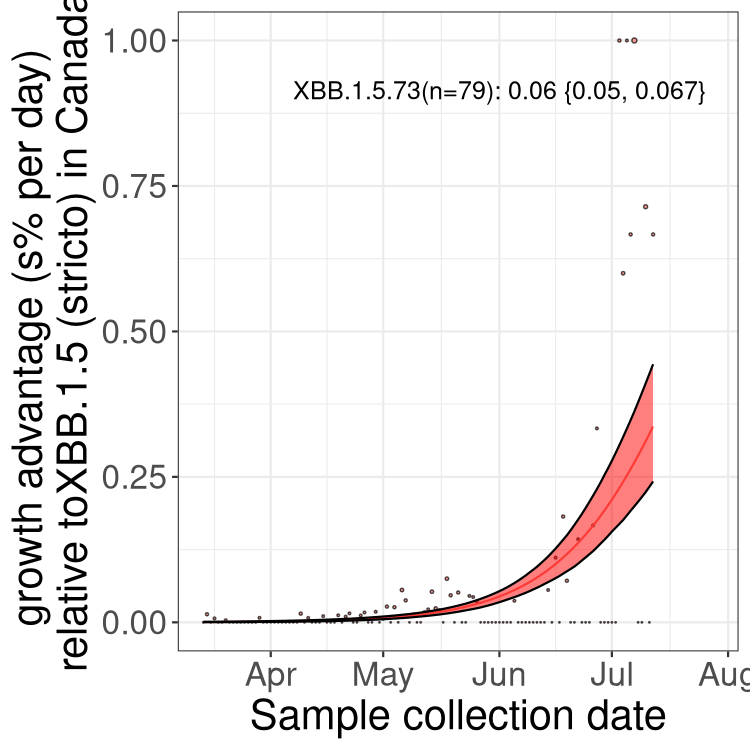 growth advantage (s% per day)
relative toXBB.1.5 (stricto) in Canada
1.00
0.75
0.50
0.25
0.00
XBB.1.5.73(n=79): 0.06 {0.05, 0.067}
Apr May Jun Jul Aug
Sample collection date